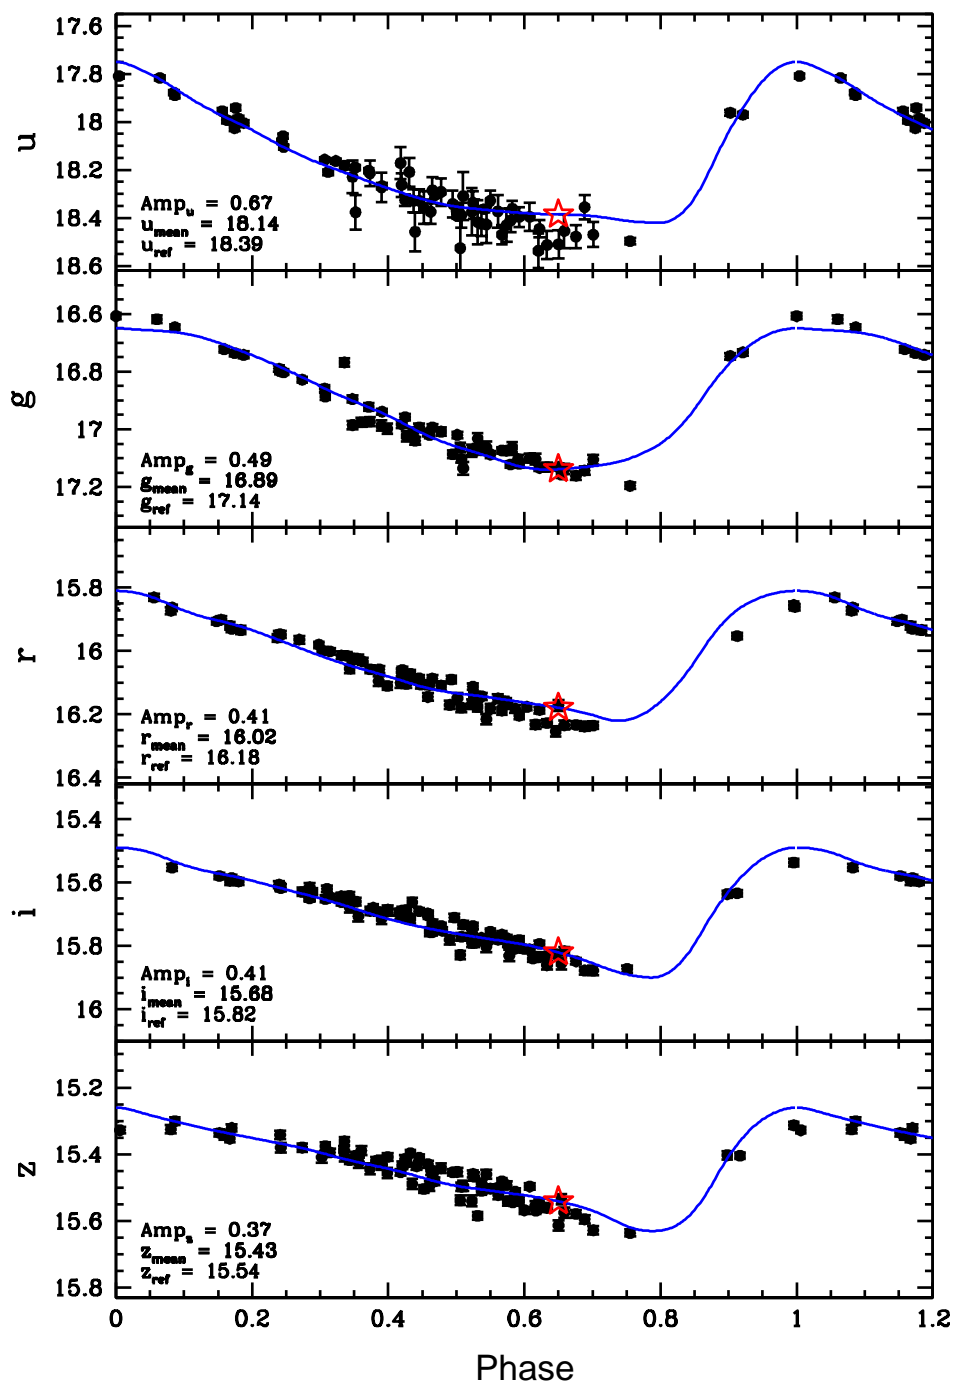 17.6
17.8
18
18.2
18.4
18.6
u
Amp_u = 0.67
u_mean = 18.14
u_ref = 18.39
16.6
16.8
17
17.2
g
Amp_g = 0.49
g_mean = 16.89
g_ref = 17.14
15.8
16
16.2
16.4
r
Amp_r = 0.41
r_mean = 16.02
r_ref = 16.18
15.4
15.6
15.8
16
i
Amp_i = 0.41
i_mean = 15.68
i_ref = 15.82
15.2
15.4
15.6
15.8
z
Amp_z = 0.37
z_mean = 15.43
z_ref = 15.54
0 0.2 0.4 0.6 0.8 1 1.2
Phase